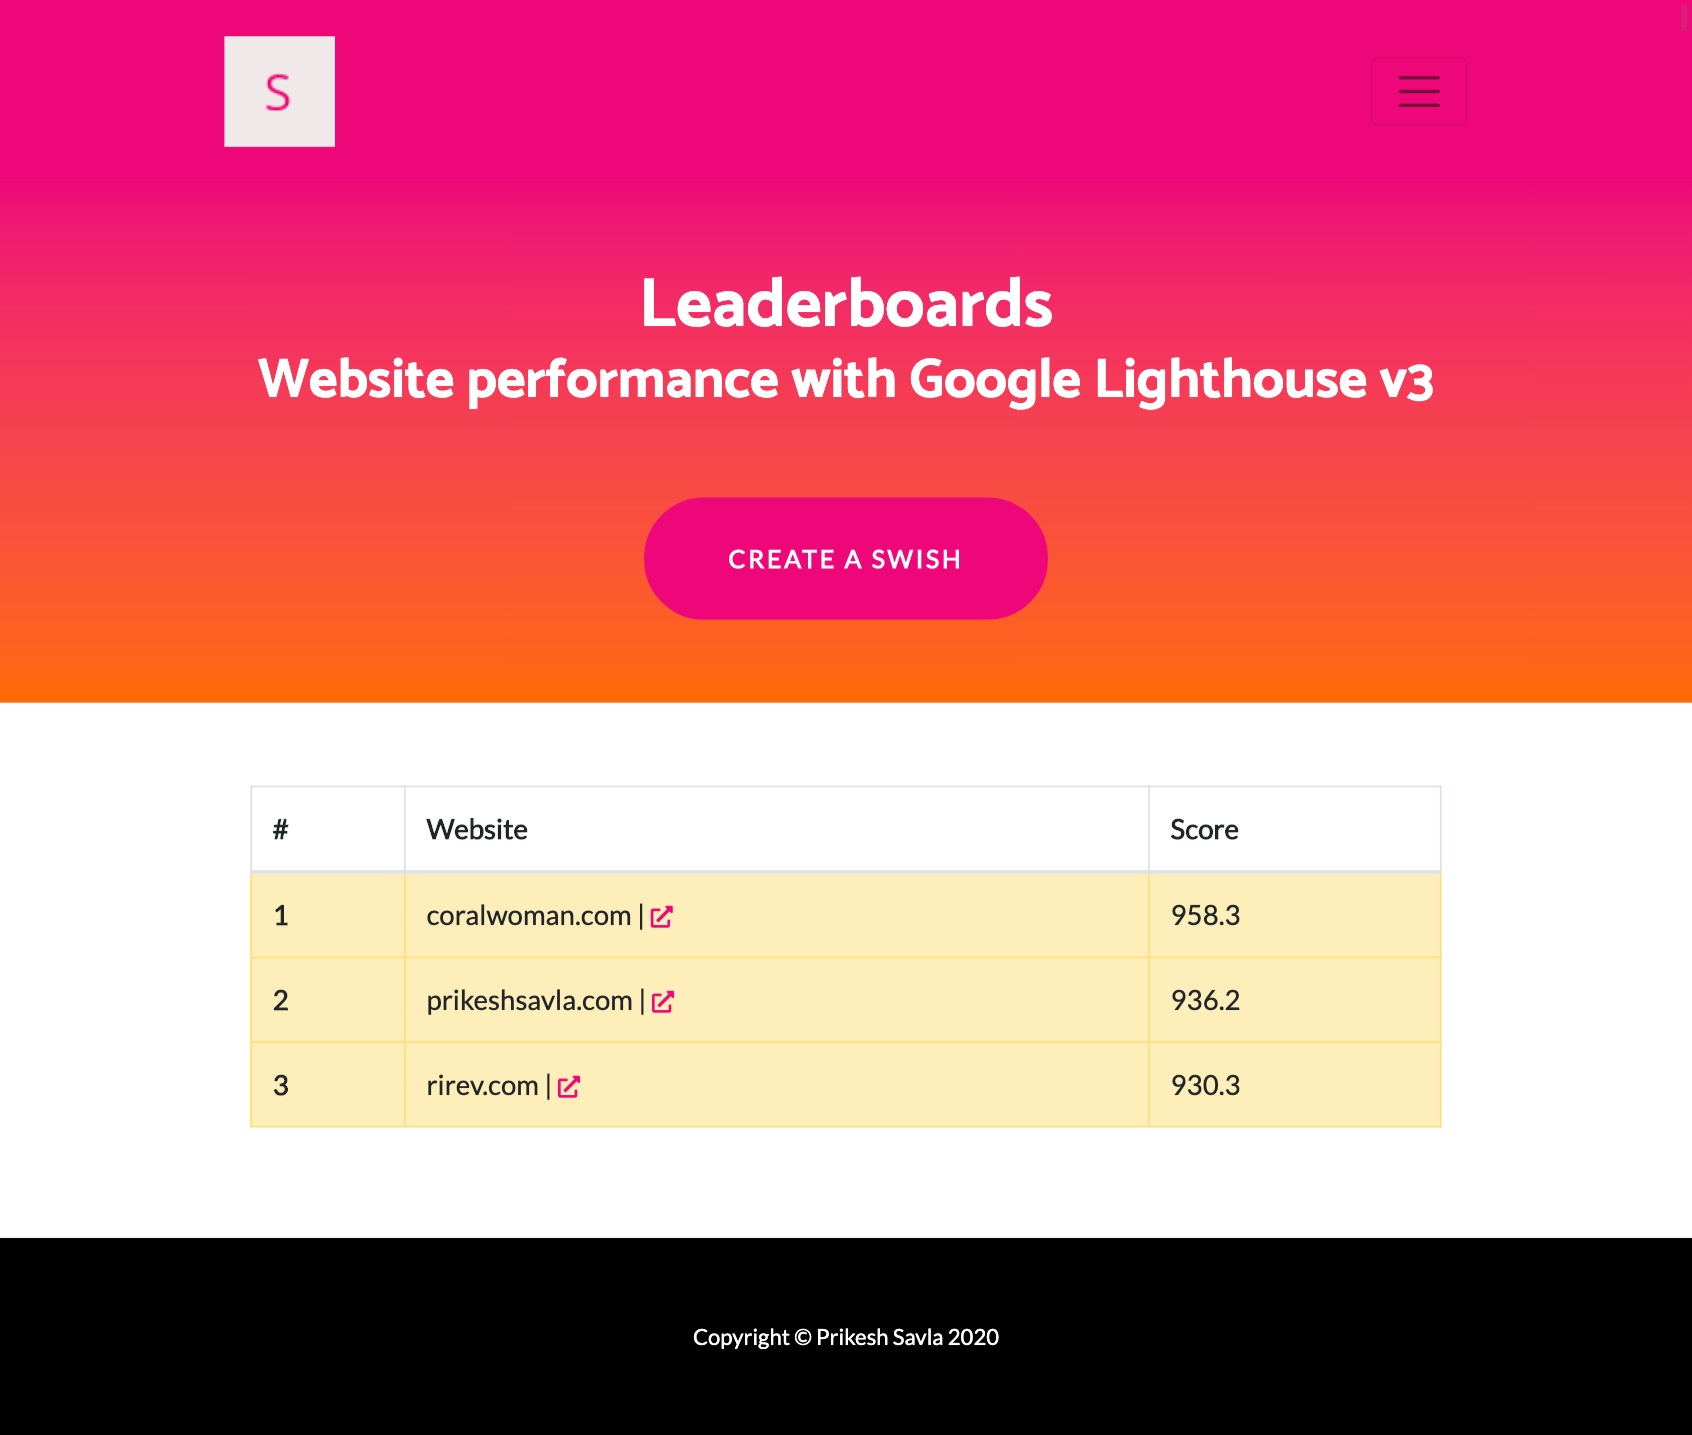 S
Leaderboards
Website performance with Google Lighthouse v3
CREATE A SWISH
# Website Score
1 coralwoman.com | 958.3
2 prikeshsavla.com | 936.2
3 rirev.com | 930.3
Copyright © Prikesh Savla 2020